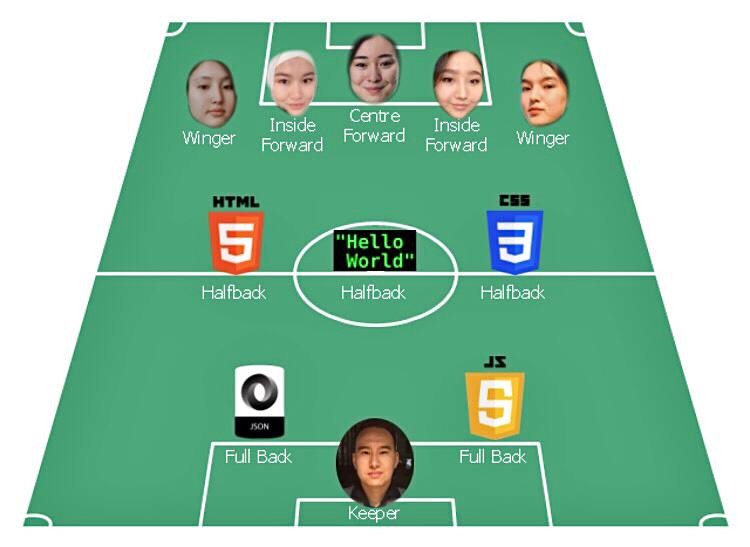 Winger
Inside
Forward
Centre
Forward
Inside
Forward
Winger
HTML
5
CSS
3
"Hello
World"
Halfback
Halfback
Halfback
JSON
JS
5
Full Back
Full Back
Keeper